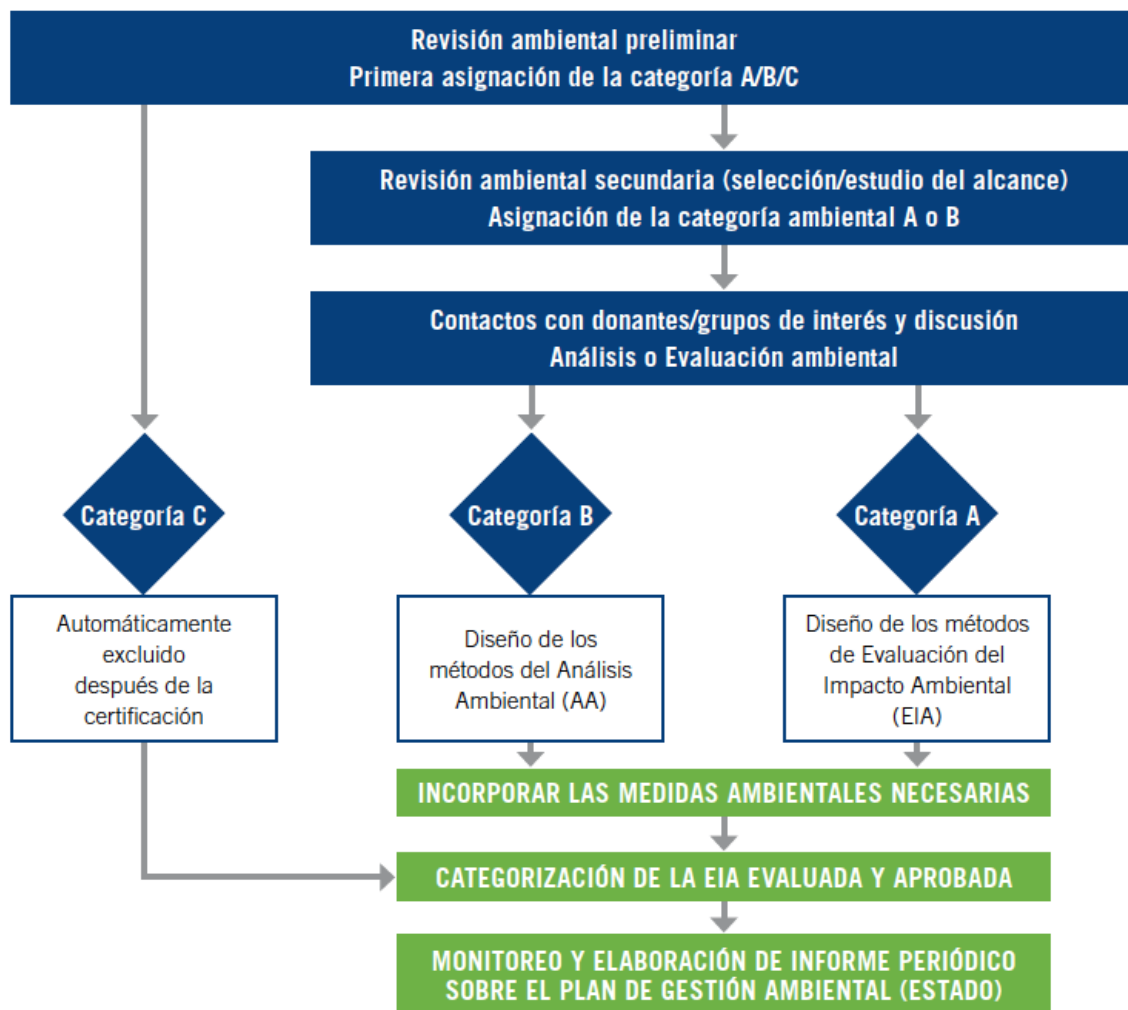 Revisión ambiental preliminar
Primera asignación de la categoría A/B/C
Revisión ambiental secundaria (selección/estudio del alcance)
Asignación de la categoría ambiental A o B
Contactos con donantes/grupos de interés y discusión
Análisis o Evaluación ambiental
Categoría C
Categoría B
Categoría A
Automáticamente
excluido
después de la
certificación
Diseño de los
métodos del Análisis
Ambiental (AA)
Diseño de los métodos
de Evaluación del
Impacto Ambiental
(EIA)
INCORPORAR LAS MEDIDAS AMBIENTALES NECESARIAS
CATEGORIZACIÓN DE LA EIA EVALUADA Y APROBADA
MONITOREO Y ELABORACIÓN DE INFORME PERIÓDICO
SOBRE EL PLAN DE GESTIÓN AMBIENTAL (ESTADO)